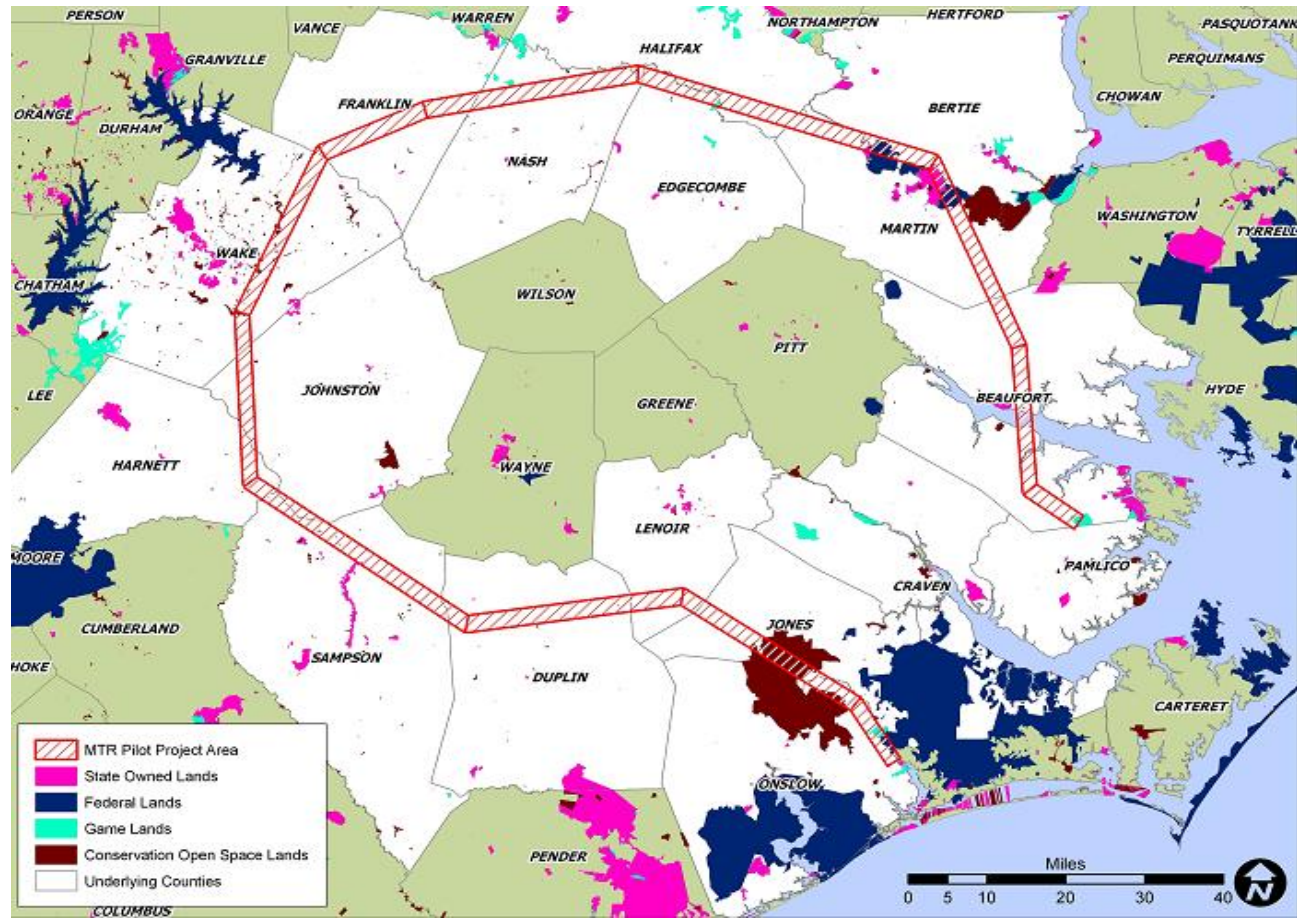 PERSON
VANCE
WARREN
NORTHAMPTON
HERTFORD
PASQUOTANK
GRANVILLE
HALIFAX
PERQUIMANS
CHOWAN
FRANKLIN
BERTIE
ORANGE
DURHAM
NASH
EDGECOMBE
WASHINGTON
MARTIN
TYRRELL
WAKE
CHATHAM
WILSON
PITT
LEE
JOHNSTON
GREENE
BEAUFORT
HYDE
HARNETT
WAYNE
LENOIR
MOORE
CRAVEN
PAMLICO
CUMBERLAND
JONES
HOKE
SAMPSON
DUPLIN
CARTERET
ONSLOW
PENDER
COLUMBUS
MTR Pilot Project Area
State Owned Lands
Federal Lands
Game Lands
Conservation Open Space Lands
Underlying Counties
Miles
0 5 10 20 30 40
N